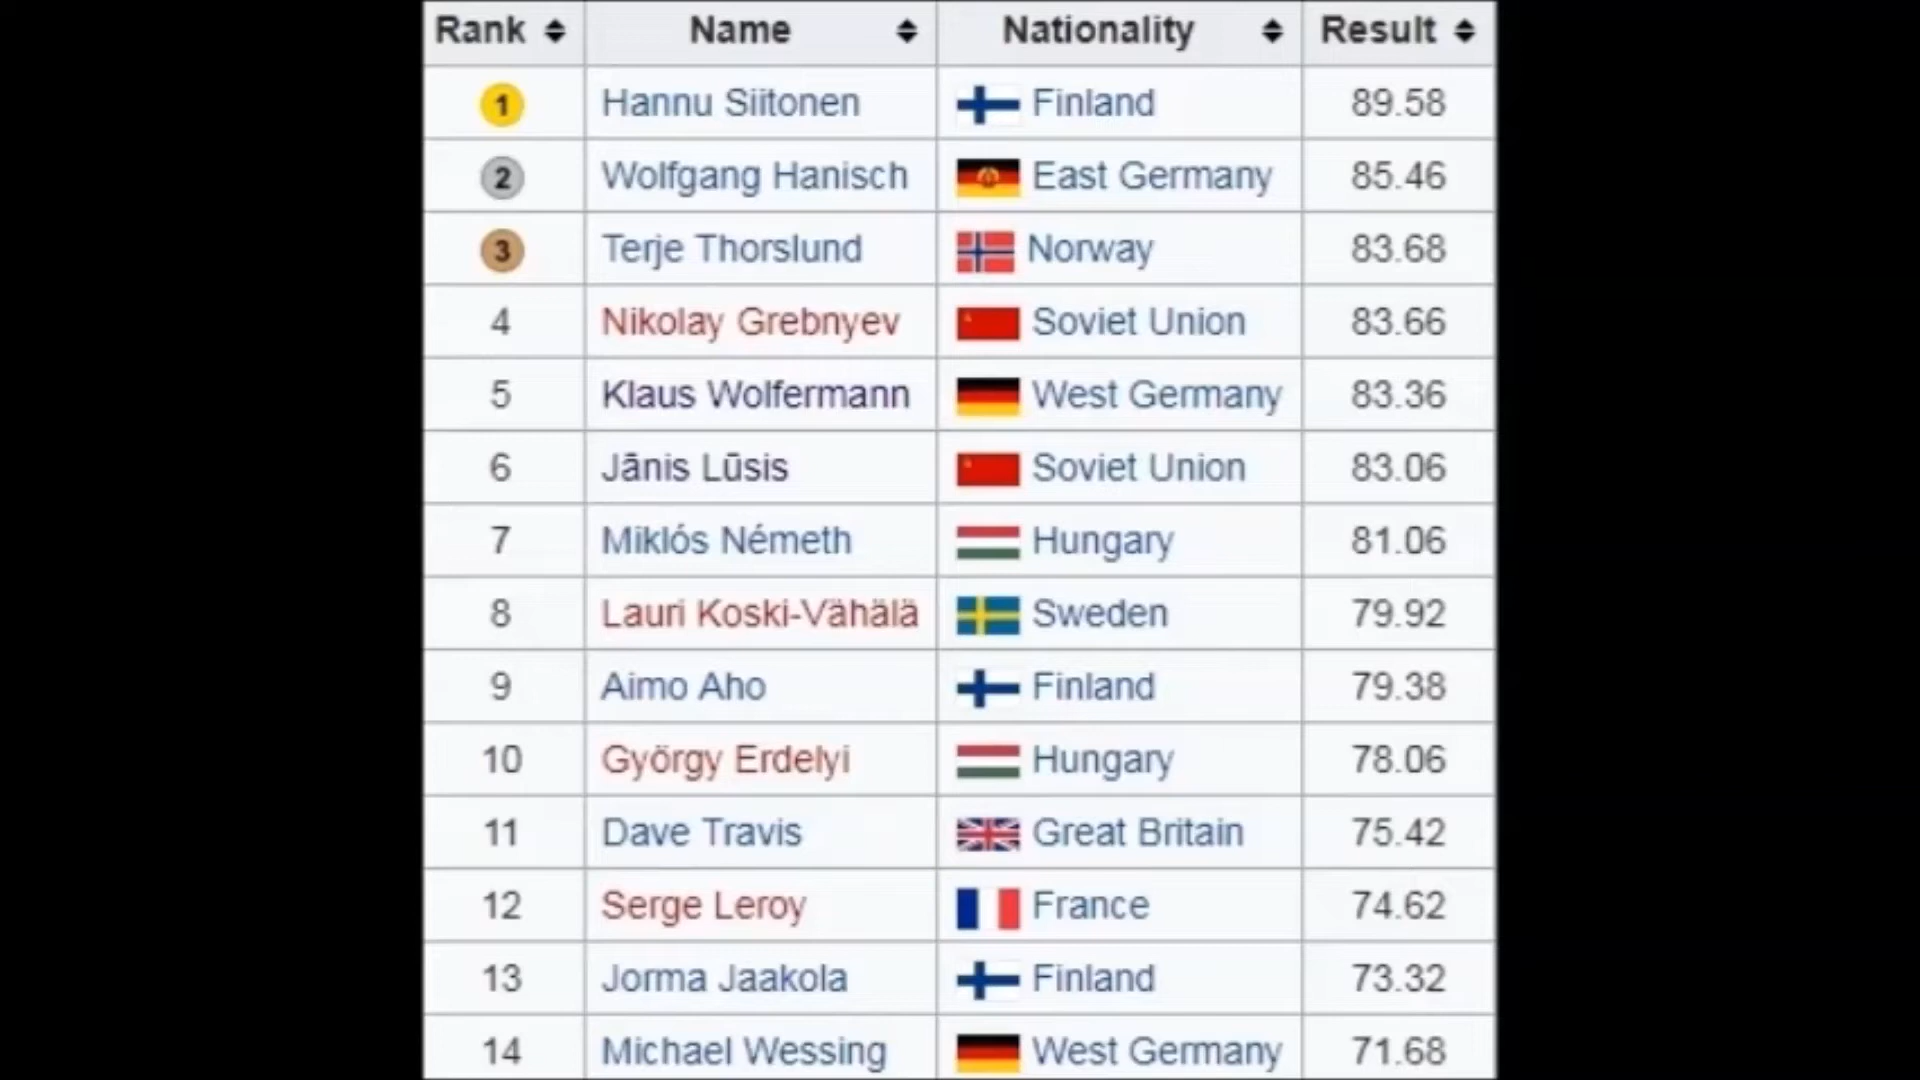 Rank Name Nationality Result
1 Hannu Siitonen Finland 89.58
2 Wolfgang Hanisch East Germany 85.46
3 Terje Thorslund Norway 83.68
4 Nikolay Grebnyev Soviet Union 83.66
5 Klaus Wolfermann West Germany 83.36
6 Jānis Lūsis Soviet Union 83.06
7 Miklós Németh Hungary 81.06
8 Lauri Koski-Vähälä Sweden 79.92
9 Aimo Aho Finland 79.38
10 György Erdelyi Hungary 78.06
11 Dave Travis Great Britain 75.42
12 Serge Leroy France 74.62
13 Jorma Jaakola Finland 73.32
14 Michael Wessing West Germany 71.68